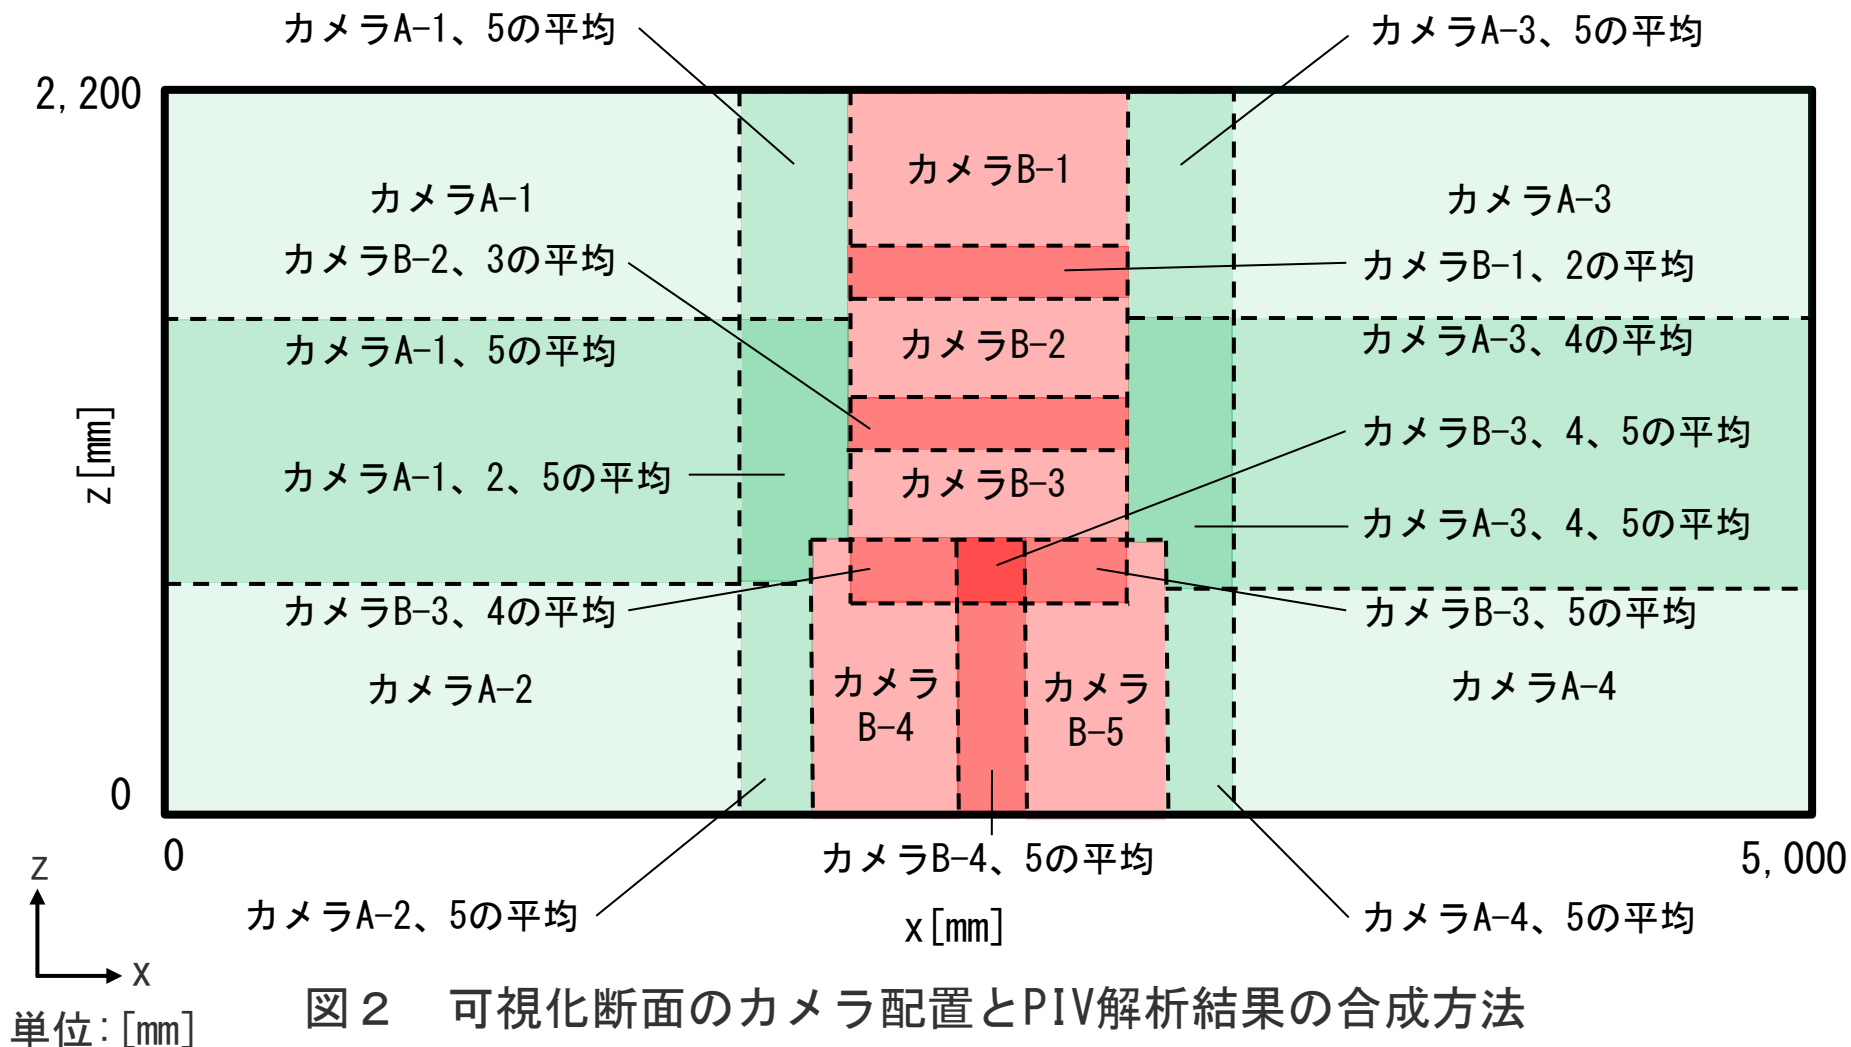 カメラA-1、5の平均
カメラA-3、5の平均
2,200
カメラB-1
カメラA-1
カメラA-3
カメラB-2、3の平均
カメラB-1、2の平均
カメラA-1、5の平均
カメラB-2
カメラA-3、4の平均
z[mm]
カメラB-3、4、5の平均
カメラA-1、2、5の平均
カメラB-3
カメラA-3、4、5の平均
カメラB-3、4の平均
カメラB-3、5の平均
カメラA-2
カメラ
B-4
カメラ
B-5
カメラA-4
0
0
カメラB-4、5の平均
5,000
カメラA-2、5の平均
x[mm]
カメラA-4、5の平均
z
x
単位:[mm]
図2 可視化断面のカメラ配置とPIV解析結果の合成方法